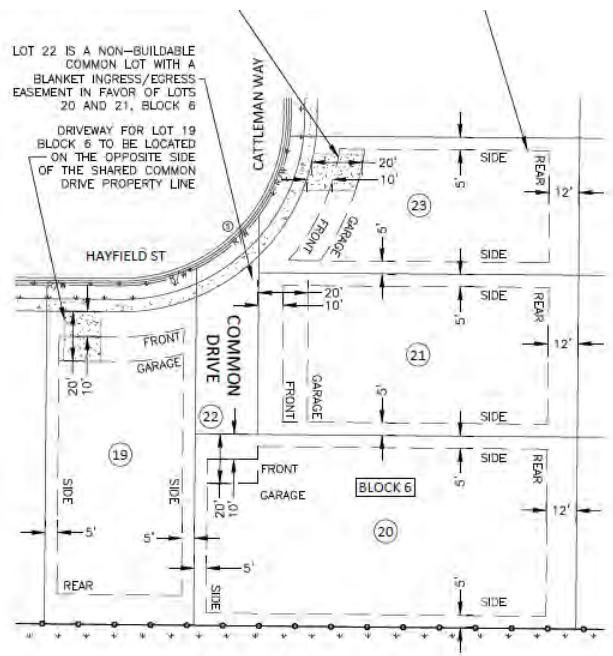 LOT 22 IS A NON-BUILDABLE
COMMON LOT WITH A
BLANKET INGRESS/EGRESS
EASEMENT IN FAVOR OF LOTS
20 AND 21, BLOCK 6
DRIVEWAY FOR LOT 19
BLOCK 6 TO BE LOCATED
ON THE OPPOSITE SIDE
OF THE SHARED COMMON
DRIVE PROPERTY LINE
CATTLEMAN WAY
HAYFIELD ST
20'
10'
SIDE
REAR
5'
12'
23
FRONT
GARAGE
5'
SIDE
20'
10'
SIDE
REAR
5'
12'
21
COMMON
DRIVE
FRONT
GARAGE
5'
SIDE
22
FRONT
GARAGE
20'
10'
19
SIDE
SIDE
5'
5'
REAR
FRONT
GARAGE
20'
10'
BLOCK 6
5'
REAR
12'
20
5'
SIDE
5'
SIDE